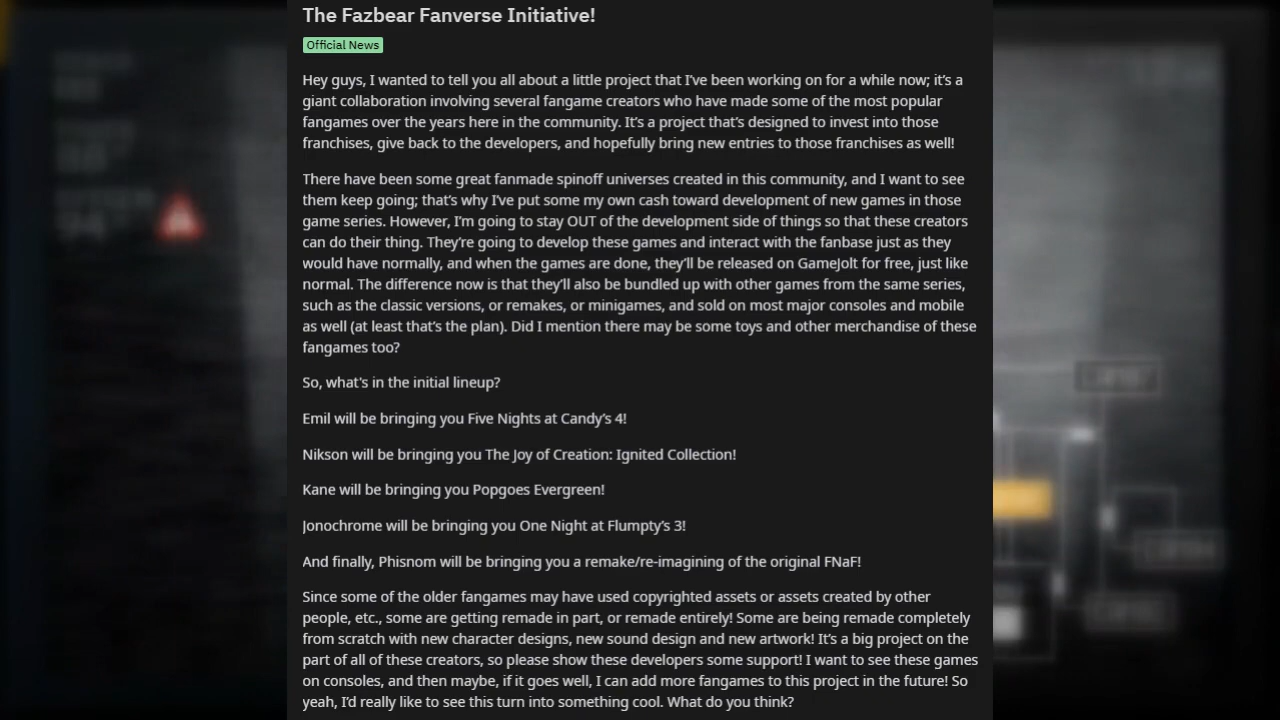 The Fazbear Fanverse Initiative!
Official News
Hey guys, I wanted to tell you all about a little project that I've been working on for a while now; it's a
giant collaboration involving several fangame creators who have made some of the most popular
fangames over the years here in the community. It's a project that's designed to invest into those
franchises, give back to the developers, and hopefully bring new entries to those franchises as well!
There have been some great fanmade spinoff universes created in this community, and I want to see
them keep going; that's why I've put some my own cash toward development of new games in those
game series. However, I'm going to stay OUT of the development side of things so that these creators
can do their thing. They're going to develop these games and interact with the fanbase just as they
would have normally, and when the games are done, they'll be released on GameJolt for free, just like
normal. The difference now is that they'll also be bundled up with other games from the same series,
such as the classic versions, or remakes, or minigames, and sold on most major consoles and mobile
as well (at least that's the plan). Did I mention there may be some toys and other merchandise of these
fangames too?
So, what's in the initial lineup?
Emil will be bringing you Five Nights at Candy's 4!
Nikson will be bringing you The Joy of Creation: Ignited Collection!
Kane will be bringing you Popgoes Evergreen!
Jonochrome will be bringing you One Night at Flumpty's 3!
And finally, Phisnom will be bringing you a remake/re-imagining of the original FNaF!
Since some of the older fangames may have used copyrighted assets or assets created by other
people, etc., some are getting remade in part, or remade entirely! Some are being remade completely
from scratch with new character designs, new sound design and new artwork! It's a big project on the
part of all of these creators, so please show these developers some support! I want to see these games
on consoles, and then maybe, if it goes well, I can add more fangames to this project in the future! So
yeah, I'd really like to see this turn into something cool. What do you think?